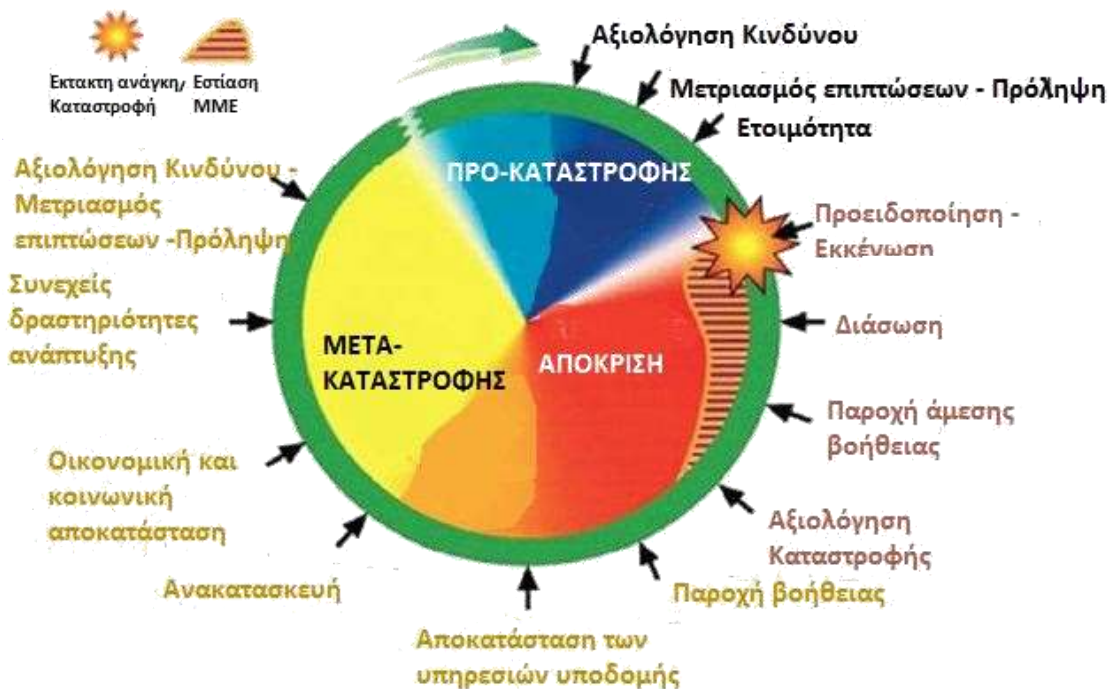 Έκτακτη ανάγκη/
Καταστροφή
Εστίαση
ΜΜΕ
Αξιολόγηση Κινδύνου
Μετριασμός επιπτώσεων - Πρόληψη
Ετοιμότητα
Προειδοποίηση -
Εκκένωση
Διάσωση
Παροχή άμεσης
βοήθειας
Αξιολόγηση
Καταστροφής
Παροχή βοήθειας
Αποκατάσταση των
υπηρεσιών υποδομής
Ανακατασκευή
Οικονομική και
κοινωνική
αποκατάσταση
Συνεχείς
δραστηριότητες
ανάπτυξης
Αξιολόγηση Κινδύνου -
Μετριασμός
επιπτώσεων -Πρόληψη
ΠΡΟ-ΚΑΤΑΣΤΡΟΦΗΣ
ΑΠΟΚΡΙΣΗ
ΜΕΤΑ-
ΚΑΤΑΣΤΡΟΦΗΣ